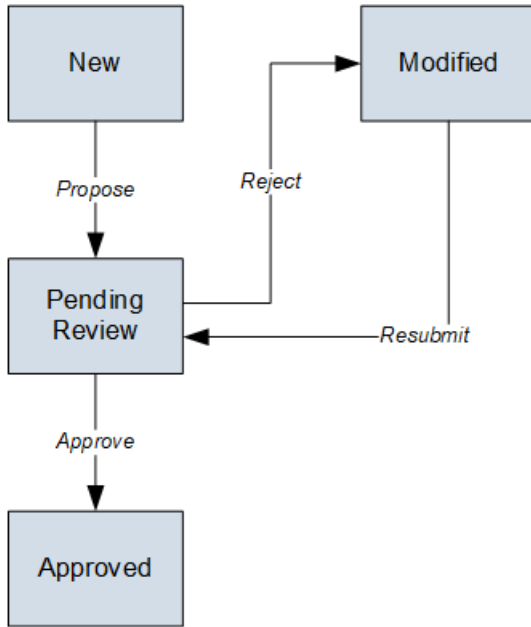 New
Modified
Propose
Reject
Pending
Review
Resubmit
Approve
Approved